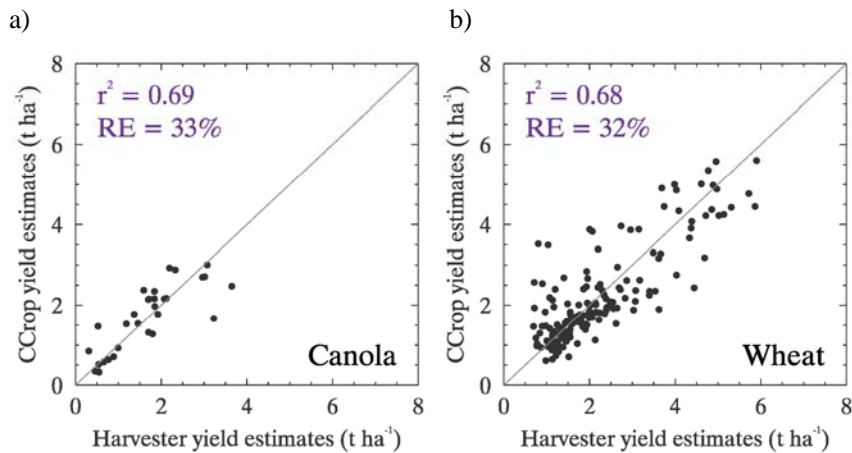 a)
b)
8
6
4
2
0
CCrop yield estimates (t ha⁻¹)
r² = 0.69
RE = 33%
Canola
0 2 4 6 8
Harvester yield estimates (t ha⁻¹)
8
6
4
2
0
CCrop yield estimates (t ha⁻¹)
r² = 0.68
RE = 32%
Wheat
0 2 4 6 8
Harvester yield estimates (t ha⁻¹)